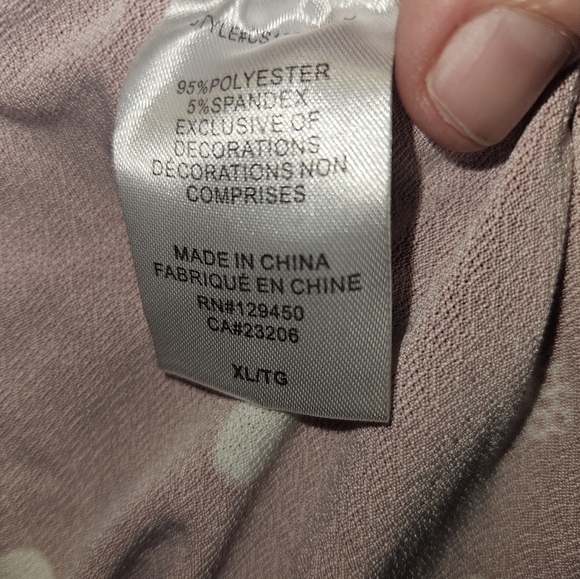 95%POLYESTER
5%SPANDEX
EXCLUSIVE OF
DECORATIONS
DÉCORATIONS NON
COMPRISES
MADE IN CHINA
FABRIQUÉ EN CHINE
RN#129450
CA#23206
XL/TG